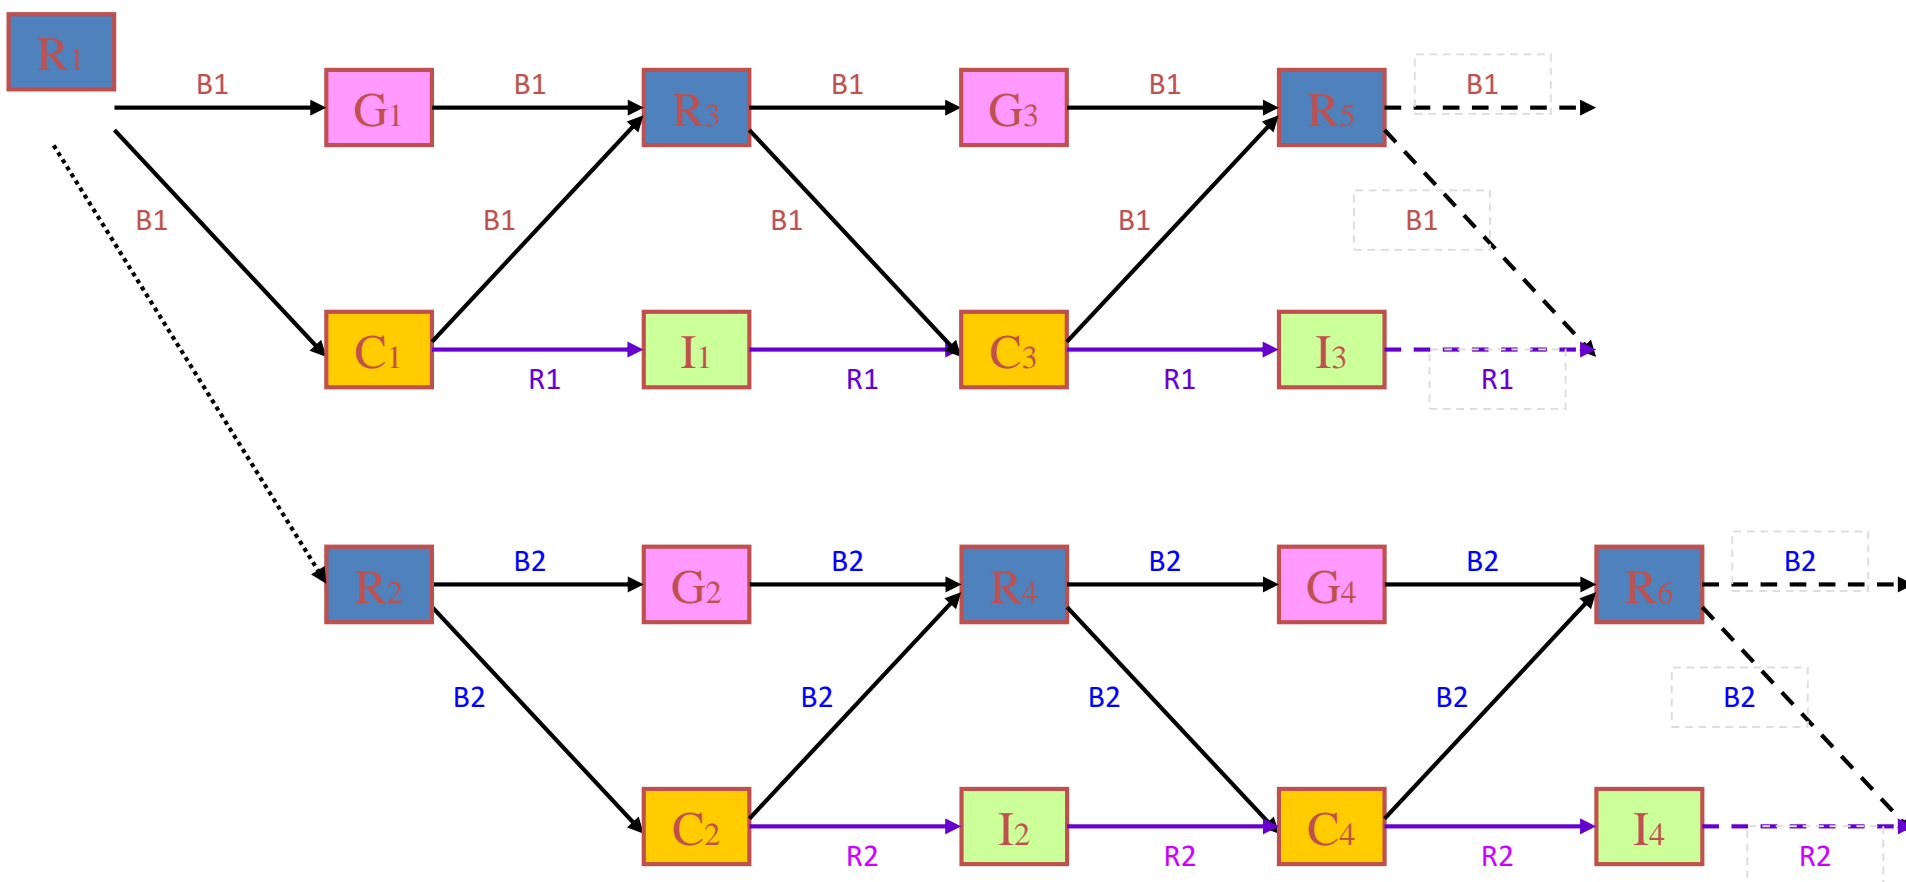 R1
B1 B1 B1 B1 B1
G1 R3 G3 R5
B1 B1 B1 B1 B1
C1 I1 C3 I3
R1 R1 R1 R1
B2 B2 B2 B2 B2
R2 G2 R4 G4 R6
B2 B2 B2 B2 B2
C2 I2 C4 I4
R2 R2 R2 R2